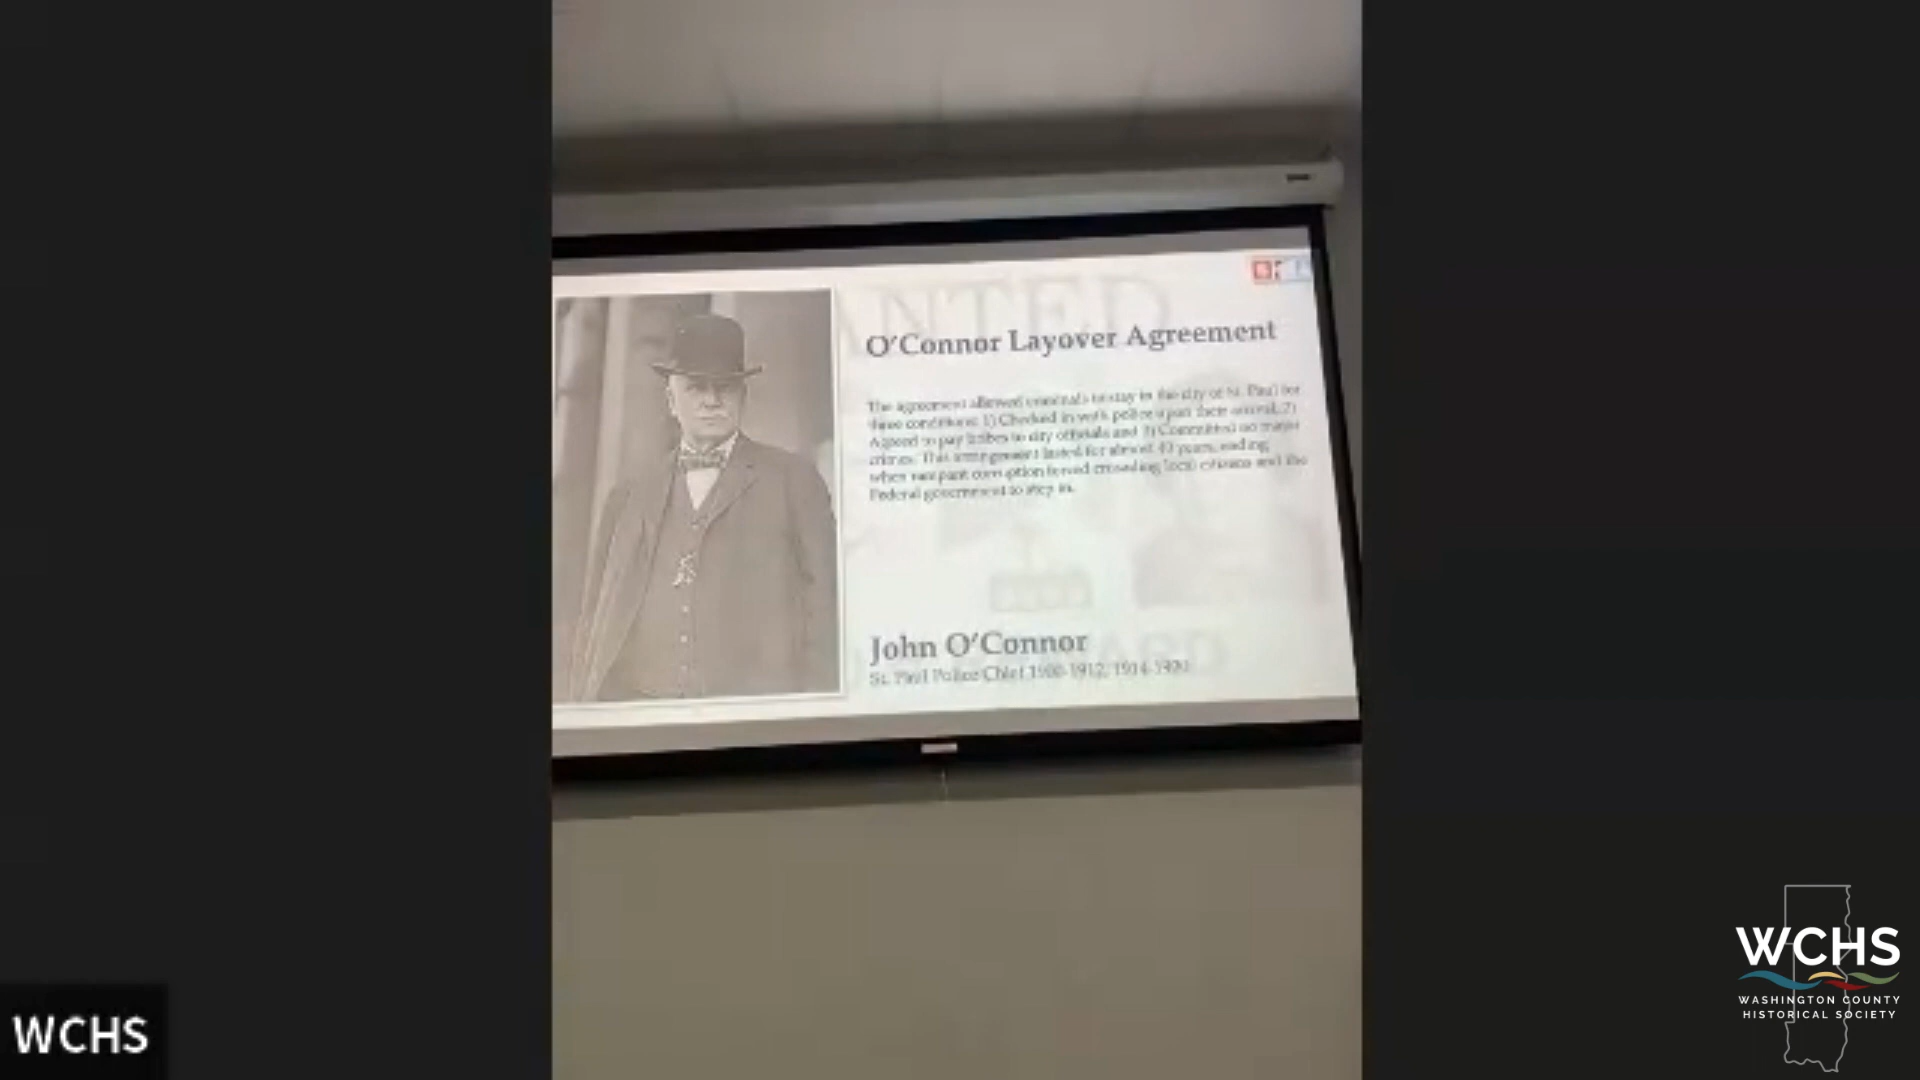 WANTED
O'Connor Layover Agreement
The agreement allowed criminals to stay in the city of St. Paul for
three conditions: 1) Checked in with police upon their arrival; 2)
Agreed to pay bribes to city officials and 3) Committed no major
crimes. This arrangement lasted for almost 40 years, ending
when rampant corruption forced crusading local citizens and the
Federal government to step in.
John O'Connor
St. Paul Police Chief 1900-1912; 1914-1920
WCHS
WCHS
WASHINGTON COUNTY
HISTORICAL SOCIETY